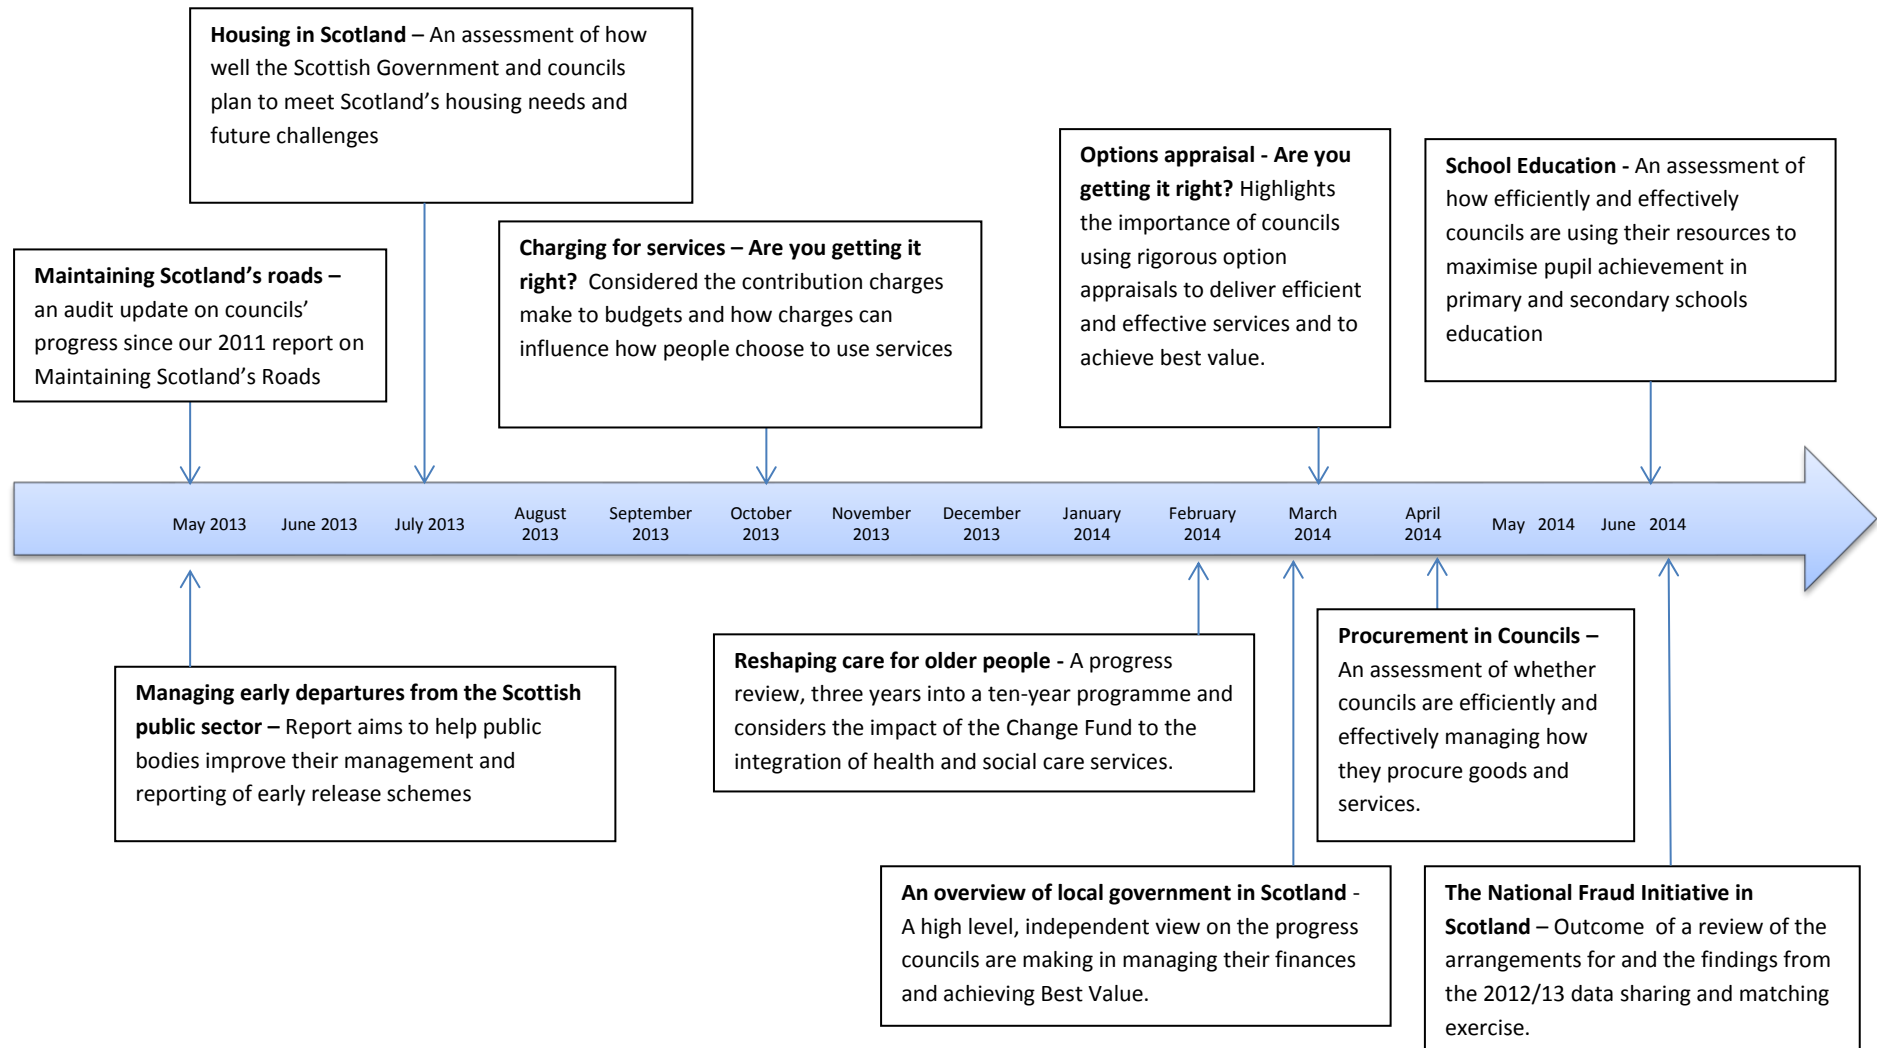 Housing in Scotland – An assessment of how
well the Scottish Government and councils
plan to meet Scotland’s housing needs and
future challenges
Maintaining Scotland’s roads –
an audit update on councils’
progress since our 2011 report on
Maintaining Scotland’s Roads
Charging for services – Are you getting it
right?  Considered the contribution charges
make to budgets and how charges can
influence how people choose to use services
Options appraisal - Are you
getting it right? Highlights
the importance of councils
using rigorous option
appraisals to deliver efficient
and effective services and to
achieve best value.
School Education - An assessment of
how efficiently and effectively
councils are using their resources to
maximise pupil achievement in
primary and secondary schools
education
May 2013
June 2013
July 2013
August
2013
September
2013
October
2013
November
2013
December
2013
January
2014
February
2014
March
2014
April
2014
May   2014
June   2014
Managing early departures from the Scottish
public sector – Report aims to help public
bodies improve their management and
reporting of early release schemes
Reshaping care for older people - A progress
review, three years into a ten-year programme and
considers the impact of the Change Fund to the
integration of health and social care services.
Procurement in Councils –
An assessment of whether
councils are efficiently and
effectively managing how
they procure goods and
services.
An overview of local government in Scotland -
A high level, independent view on the progress
councils are making in managing their finances
and achieving Best Value.
The National Fraud Initiative in
Scotland – Outcome  of a review of the
arrangements for and the findings from
the 2012/13 data sharing and matching
exercise.